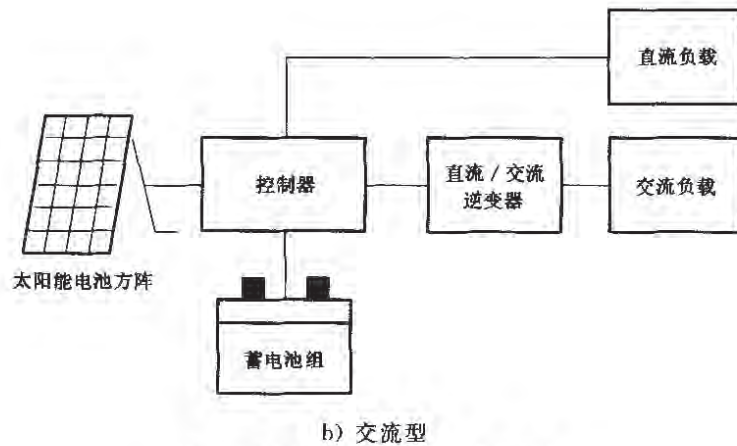 直流负载
控制器
直流/交流
逆变器
交流负载
太阳能电池方阵
蓄电池组
b) 交流型